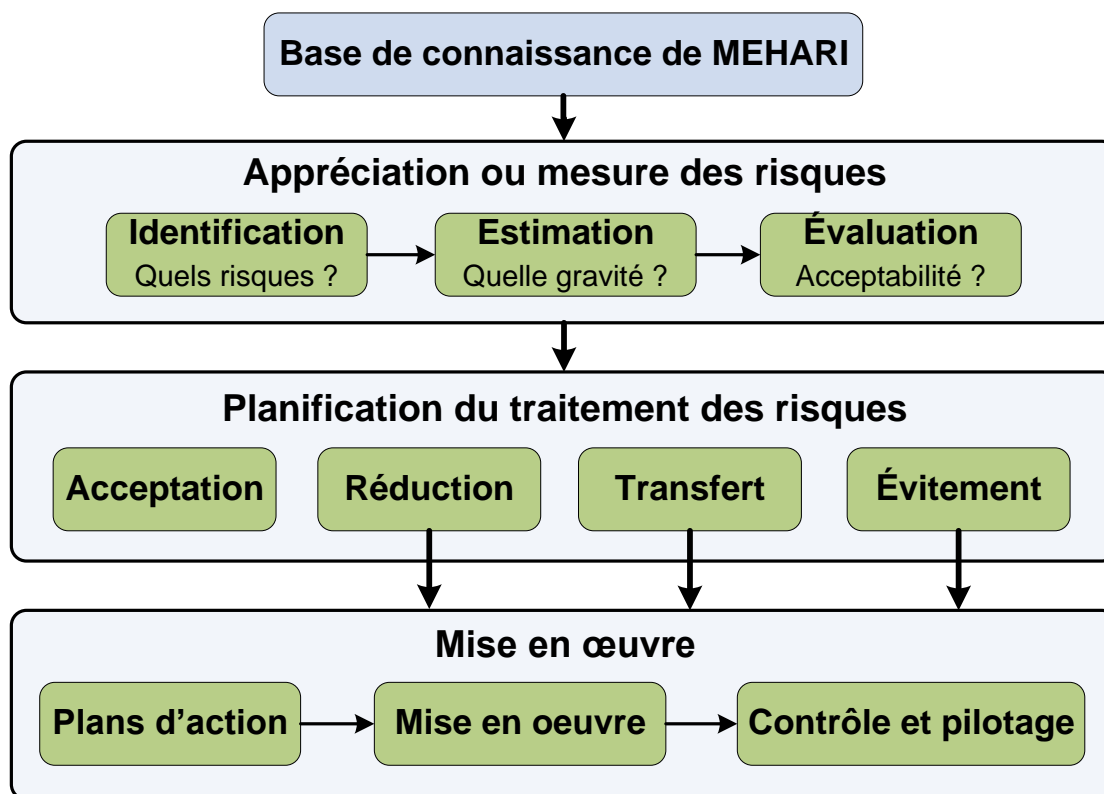 Base de connaissance de MEHARI
Appréciation ou mesure des risques
Identification
Quels risques ?
Estimation
Quelle gravité ?
Évaluation
Acceptabilité ?
Planification du traitement des risques
Acceptation
Réduction
Transfert
Évitement
Mise en œuvre
Plans d’action
Mise en oeuvre
Contrôle et pilotage